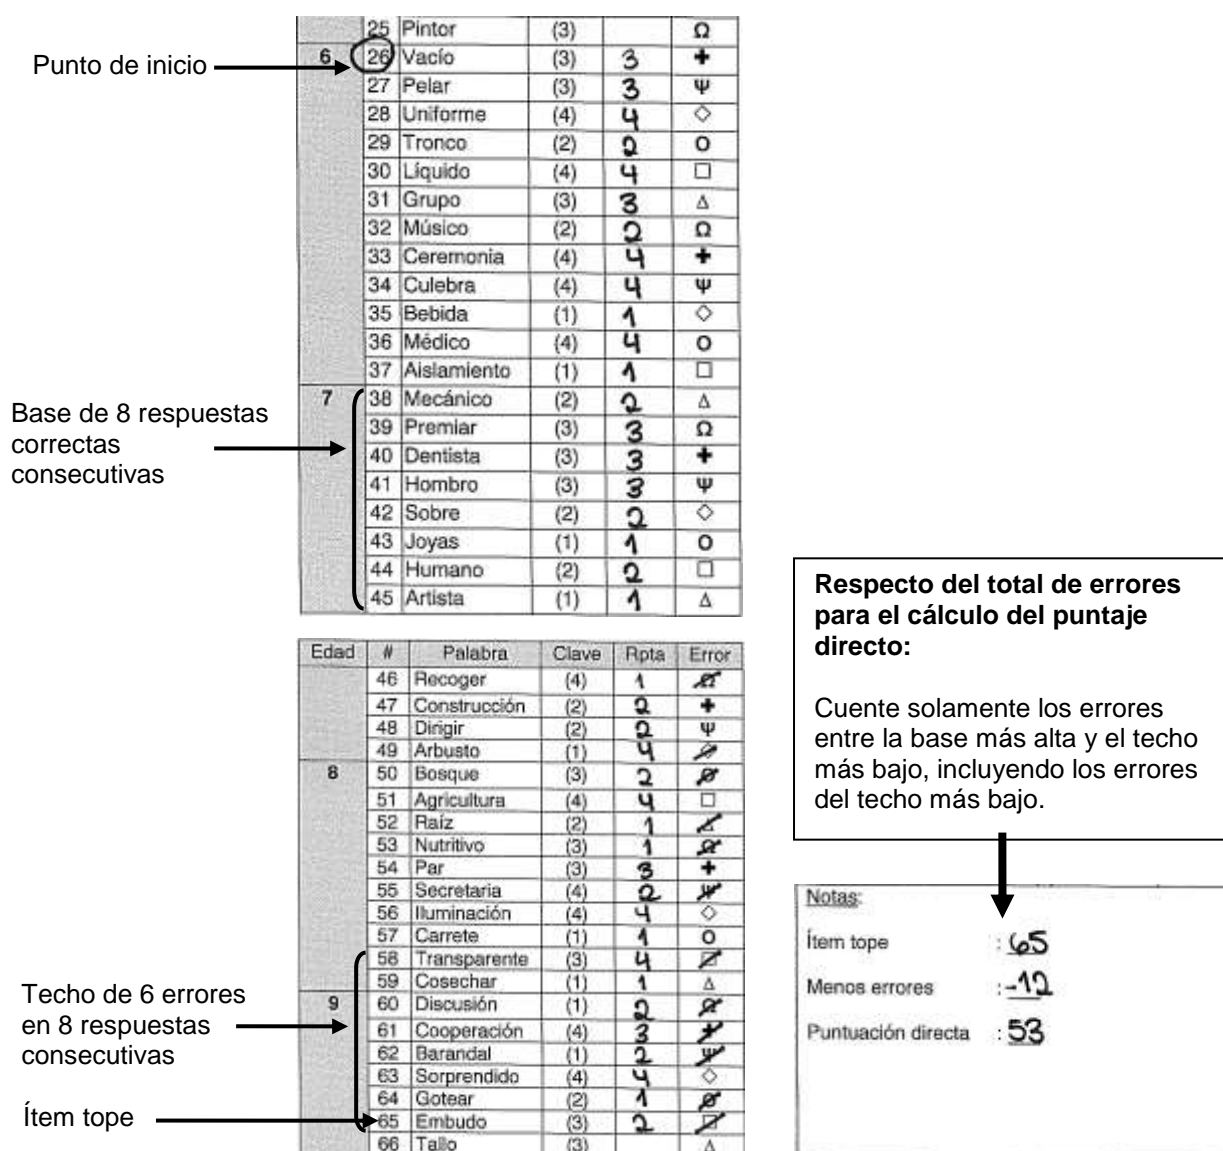 25 Pintor (3) Ω
Punto de inicio
6 26 Vacío (3) 3 ✚
27 Pelar (3) 3 Ψ
28 Uniforme (4) 4 ◇
29 Tronco (2) 2 O
30 Líquido (4) 4 □
31 Grupo (3) 3 Δ
32 Músico (2) 2 Ω
33 Ceremonia (4) 4 ✚
34 Culebra (4) 4 Ψ
35 Bebida (1) 1 ◇
36 Médico (4) 4 O
37 Aislamiento (1) 1 □
7 38 Mecánico (2) 2 Δ
39 Premiar (3) 3 Ω
40 Dentista (3) 3 ✚
41 Hombro (3) 3 Ψ
42 Sobre (2) 2 ◇
43 Joyas (1) 1 O
44 Humano (2) 2 □
45 Artista (1) 1 Δ
Base de 8 respuestas
correctas
consecutivas
Edad # Palabra Clave Rpta Error
46 Recoger (4) 1 Ω
47 Construcción (2) 2 ✚
48 Dirigir (2) 2 Ψ
49 Arbusto (1) 4 ◇
8 50 Bosque (3) 2 O
51 Agricultura (4) 4 □
52 Raíz (2) 1 Δ
53 Nutritivo (3) 1 Ω
54 Par (3) 3 ✚
55 Secretaria (4) 2 Ψ
56 Iluminación (4) 4 ◇
57 Carrete (1) 1 O
58 Transparente (3) 4 □
59 Cosechar (1) 1 Δ
9 60 Discusión (1) 2 Ω
61 Cooperación (4) 3 ✚
62 Barandal (1) 2 Ψ
63 Sorprendido (4) 4 ◇
64 Gotear (2) 1 O
65 Embudo (3) 2 □
66 Tallo (3) Δ
Techo de 6 errores
en 8 respuestas
consecutivas
Ítem tope
Respecto del total de errores
para el cálculo del puntaje
directo:
Cuente solamente los errores
entre la base más alta y el techo
más bajo, incluyendo los errores
del techo más bajo.
Notas:
Ítem tope : 65
Menos errores : -12
Puntuación directa : 53